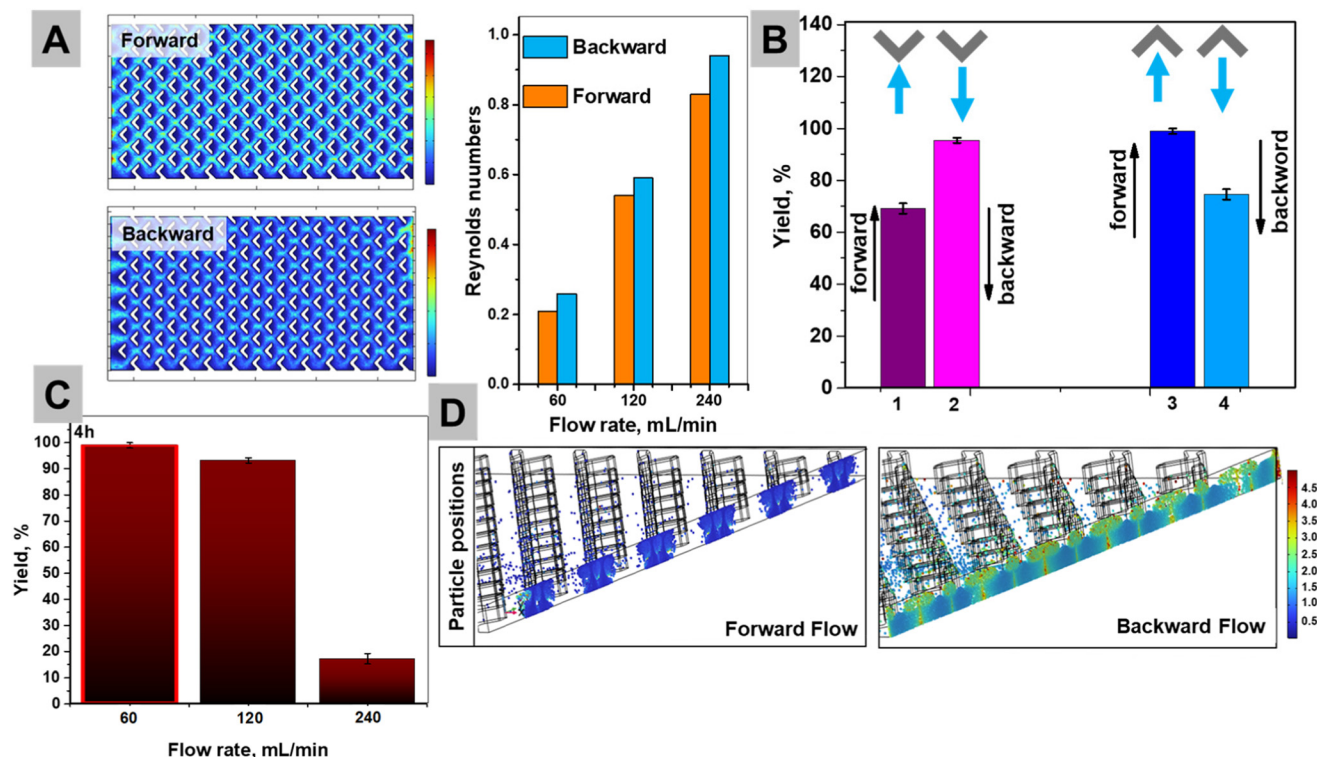 A
Forward
Backward
Reynolds nuumbers
1.0
0.8
0.6
0.4
0.2
0.0
Backward
Forward
60
120
240
Flow rate, mL/min
B
Yield, %
140
120
100
80
60
40
20
0
forward
backward
forward
backword
1
2
3
4
C
4h
Yield, %
100
90
80
70
60
50
40
30
20
10
0
60
120
240
Flow rate, mL/min
D
Particle positions
Forward Flow
Backward Flow
4.5
4.0
3.5
3.0
2.5
2.0
1.5
1.0
0.5